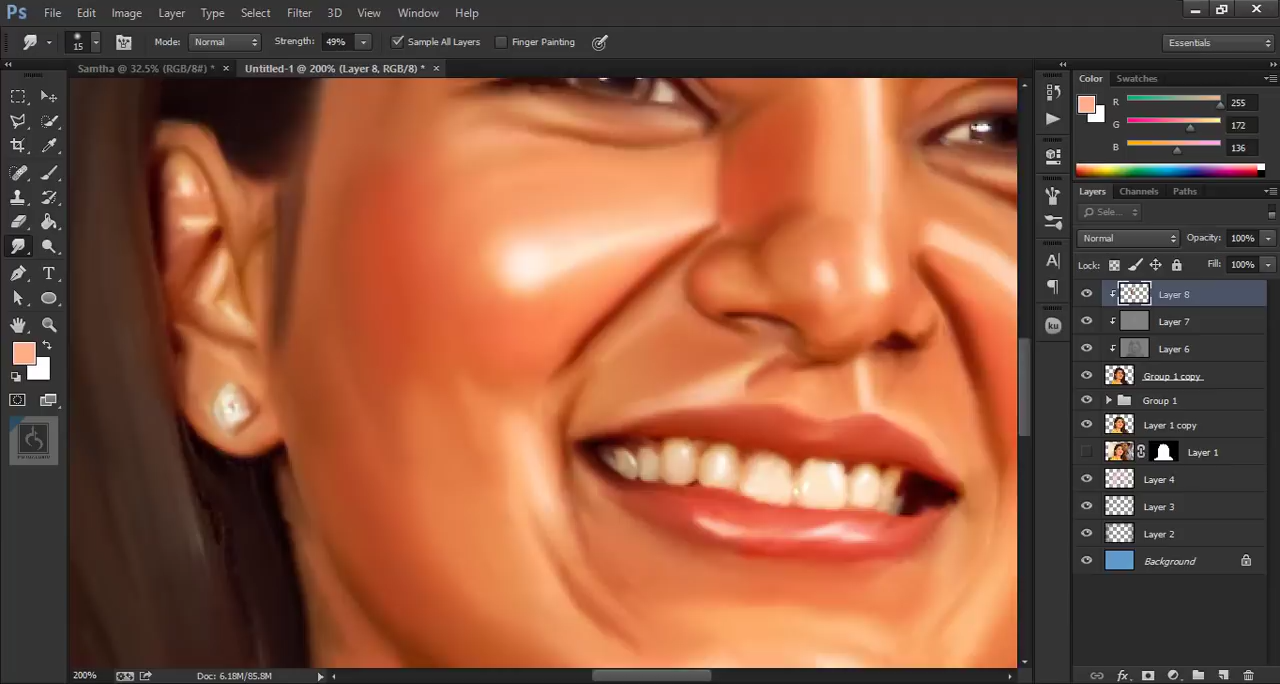 Ps File Edit Image Layer Type Select Filter 3D View Window Help
15 Mode: Normal Strength: 49% Sample All Layers Finger Painting Essentials
Samtha @ 32.5% (RGB/8#) * × Untitled-1 @ 200% (Layer 8, RGB/8) * ×
Color Swatches
R 255
G 172
B 136
Layers Channels Paths
Sele...
Normal Opacity: 100%
Lock: Fill: 100%
Layer 8
Layer 7
Layer 6
Group 1 copy
Group 1
Layer 1 copy
Layer 1
Layer 4
Layer 3
Layer 2
Background
T
A
ku
200% Doc: 6.18M/85.8M
fx